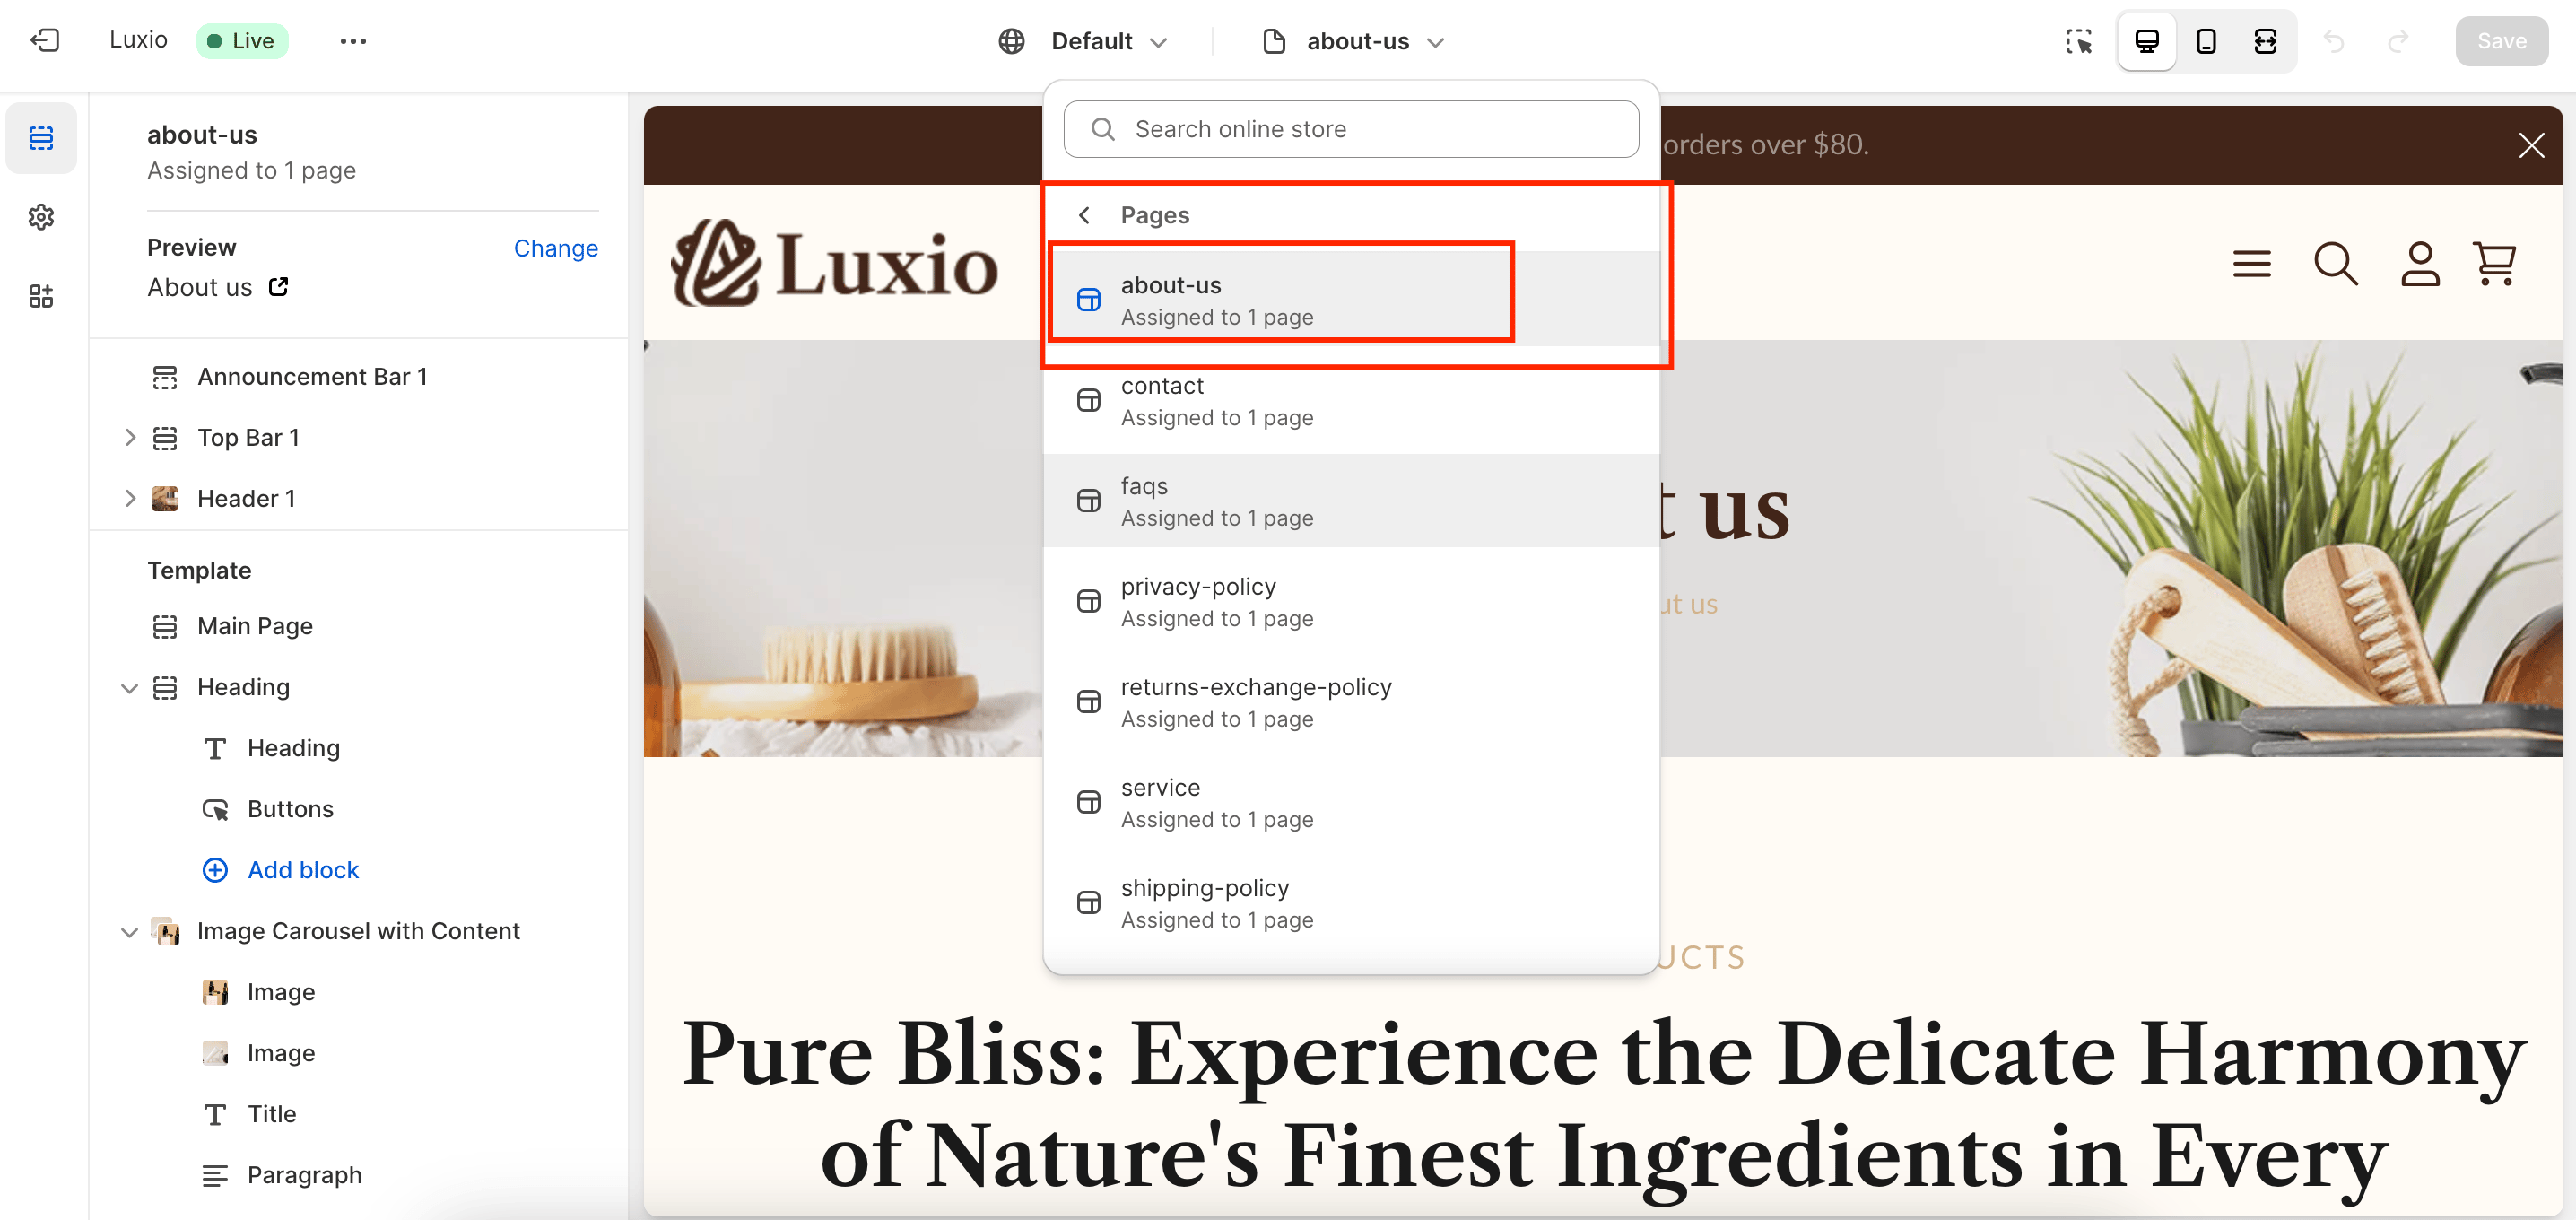 Luxio
Live
Default
about-us
Save
about-us
Assigned to 1 page
Preview
Change
About us
Announcement Bar 1
Top Bar 1
Header 1
Template
Main Page
Heading
Heading
Buttons
Add block
Image Carousel with Content
Image
Image
Title
Paragraph
Search online store
Pages
about-us
Assigned to 1 page
contact
Assigned to 1 page
faqs
Assigned to 1 page
privacy-policy
Assigned to 1 page
returns-exchange-policy
Assigned to 1 page
service
Assigned to 1 page
shipping-policy
Assigned to 1 page
orders over $80.
Luxio
us
us
Pure Bliss: Experience the Delicate Harmony
of Nature's Finest Ingredients in Every